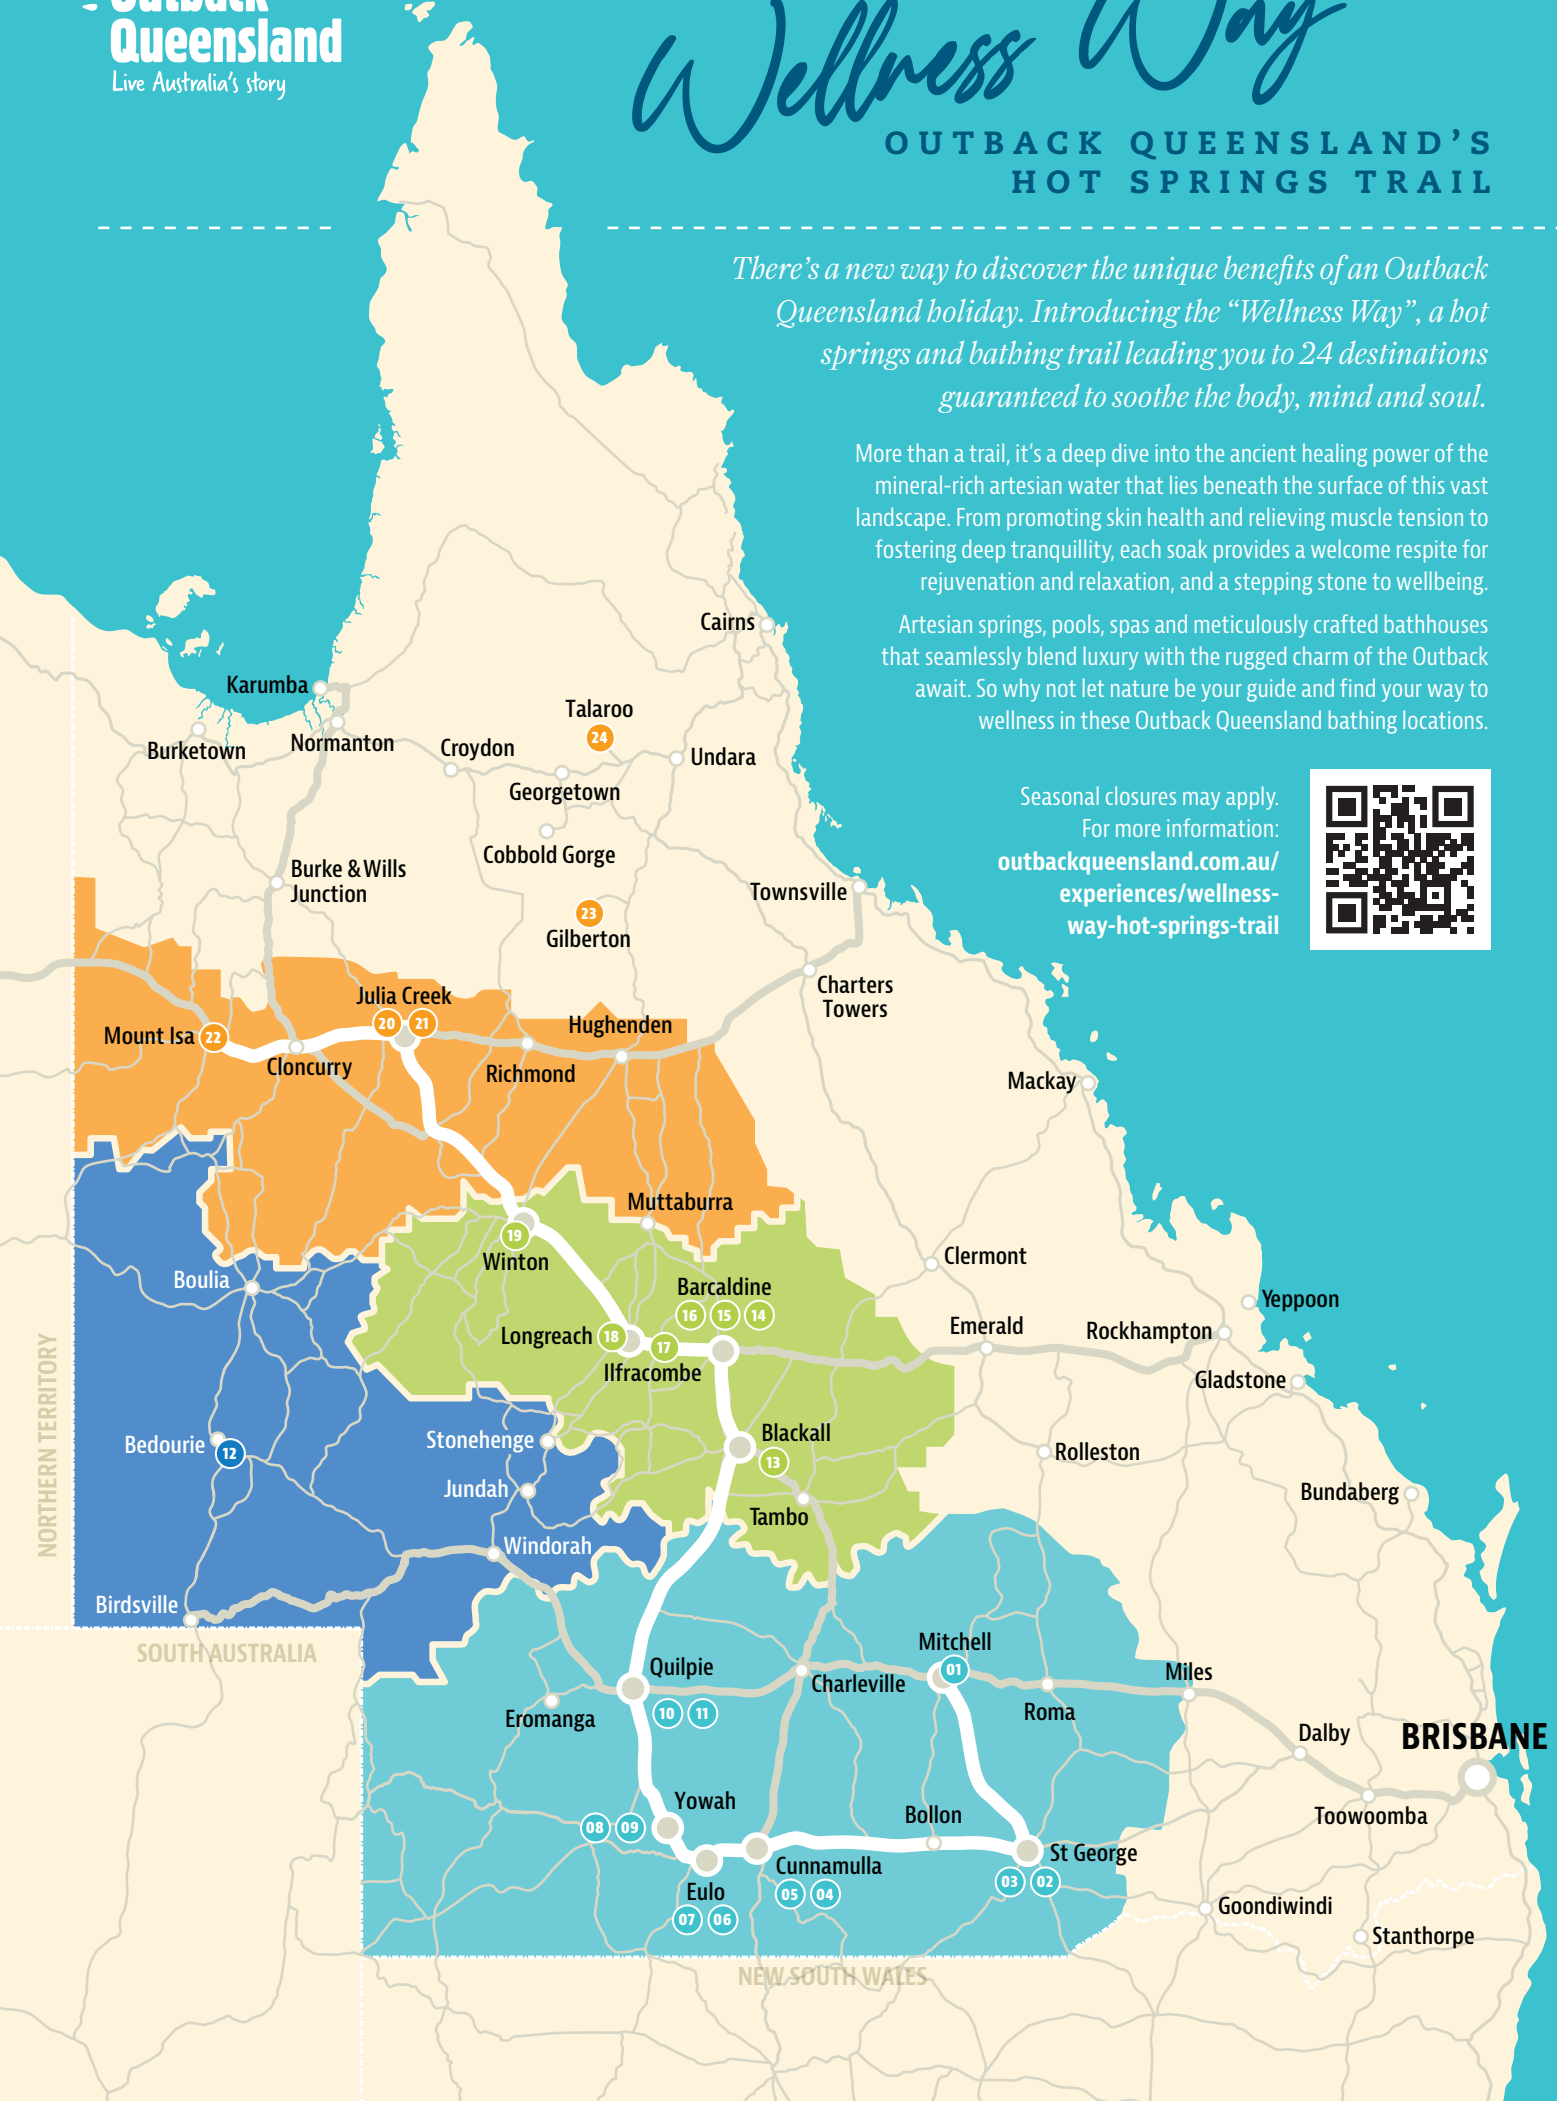 Outback
Queensland
Live Australia's story
Wellness Way
OUTBACK QUEENSLAND'S
HOT SPRINGS TRAIL
There's a new way to discover the unique benefits of an Outback
Queensland holiday. Introducing the “Wellness Way”, a hot
springs and bathing trail leading you to 24 destinations
guaranteed to soothe the body, mind and soul.
More than a trail, it's a deep dive into the ancient healing power of the
mineral-rich artesian water that lies beneath the surface of this vast
landscape. From promoting skin health and relieving muscle tension to
fostering deep tranquillity, each soak provides a welcome respite for
rejuvenation and relaxation, and a stepping stone to wellbeing.
Artesian springs, pools, spas and meticulously crafted bathhouses
that seamlessly blend luxury with the rugged charm of the Outback
await. So why not let nature be your guide and find your way to
wellness in these Outback Queensland bathing locations.
Seasonal closures may apply.
For more information:
outbackqueensland.com.au/
experiences/wellness-
way-hot-springs-trail
Cairns
Karumba
Talaroo
24
Burketown
Normanton
Croydon
Undara
Georgetown
Cobbold Gorge
Burke & Wills
Junction
Townsville
23
Gilberton
Charters
Towers
Julia Creek
20 21
Mount Isa 22
Hughenden
Cloncurry
Richmond
Mackay
Muttaburra
19
Winton
Clermont
Boulia
Barcaldine
16 15 14
Yeppoon
Longreach 18
17
Ilfracombe
Emerald
Rockhampton
Gladstone
NORTHERN TERRITORY
Bedourie
12
Stonehenge
Blackall
13
Rolleston
Jundah
Bundaberg
Tambo
Windorah
Birdsville
SOUTH AUSTRALIA
Mitchell
01
Quilpie
10 11
Charleville
Miles
Eromanga
Roma
Dalby
BRISBANE
Yowah
08 09
Bollon
Toowoomba
St George
03 02
Cunnamulla
05 04
Eulo
07 06
Goondiwindi
Stanthorpe
NEW SOUTH WALES